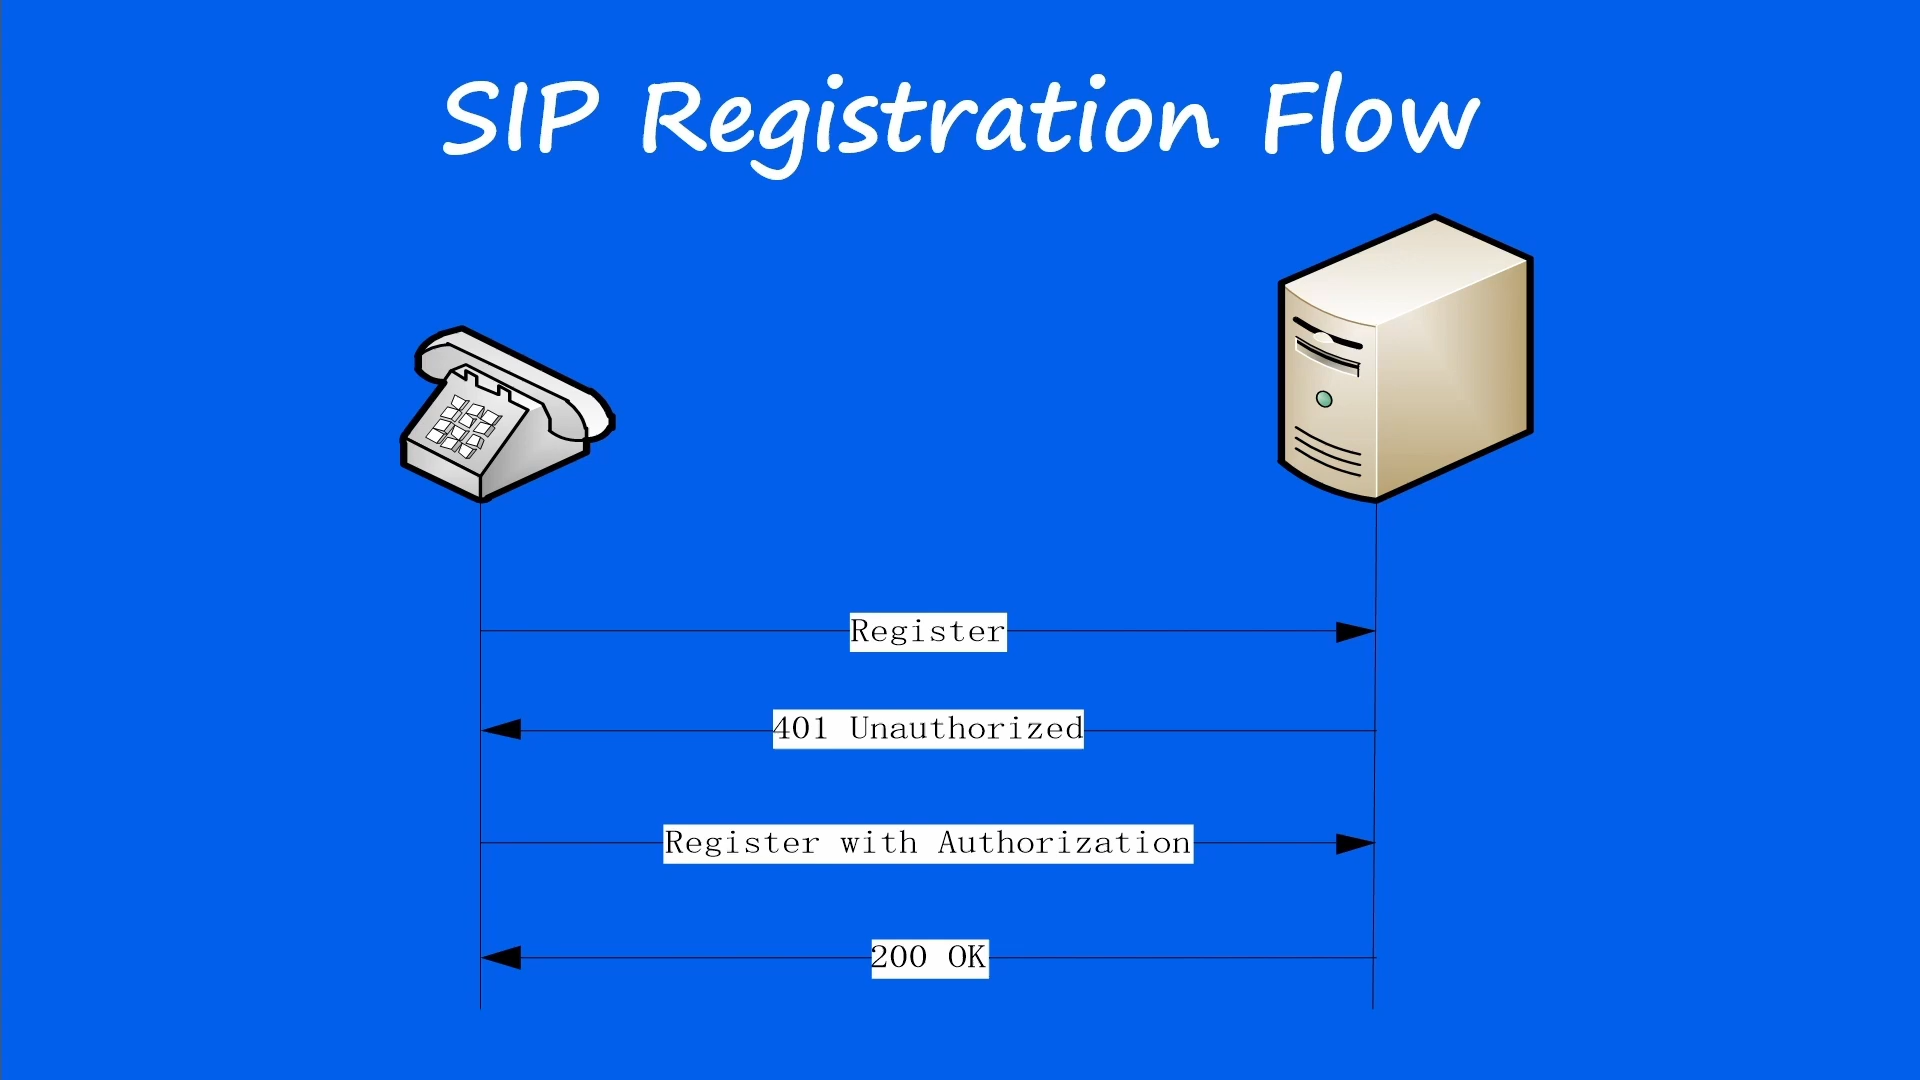 SIP Registration Flow
Register
401 Unauthorized
Register with Authorization
200 OK